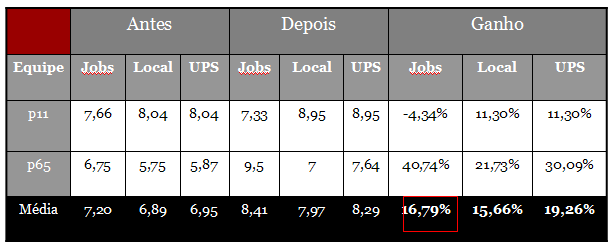 Antes Depois Ganho
Equipe Jobs Local UPS Jobs Local UPS Jobs Local UPS
p11 7,66 8,04 8,04 7,33 8,95 8,95 -4,34% 11,30% 11,30%
p65 6,75 5,75 5,87 9,5 7 7,64 40,74% 21,73% 30,09%
Média 7,20 6,89 6,95 8,41 7,97 8,29 16,79% 15,66% 19,26%